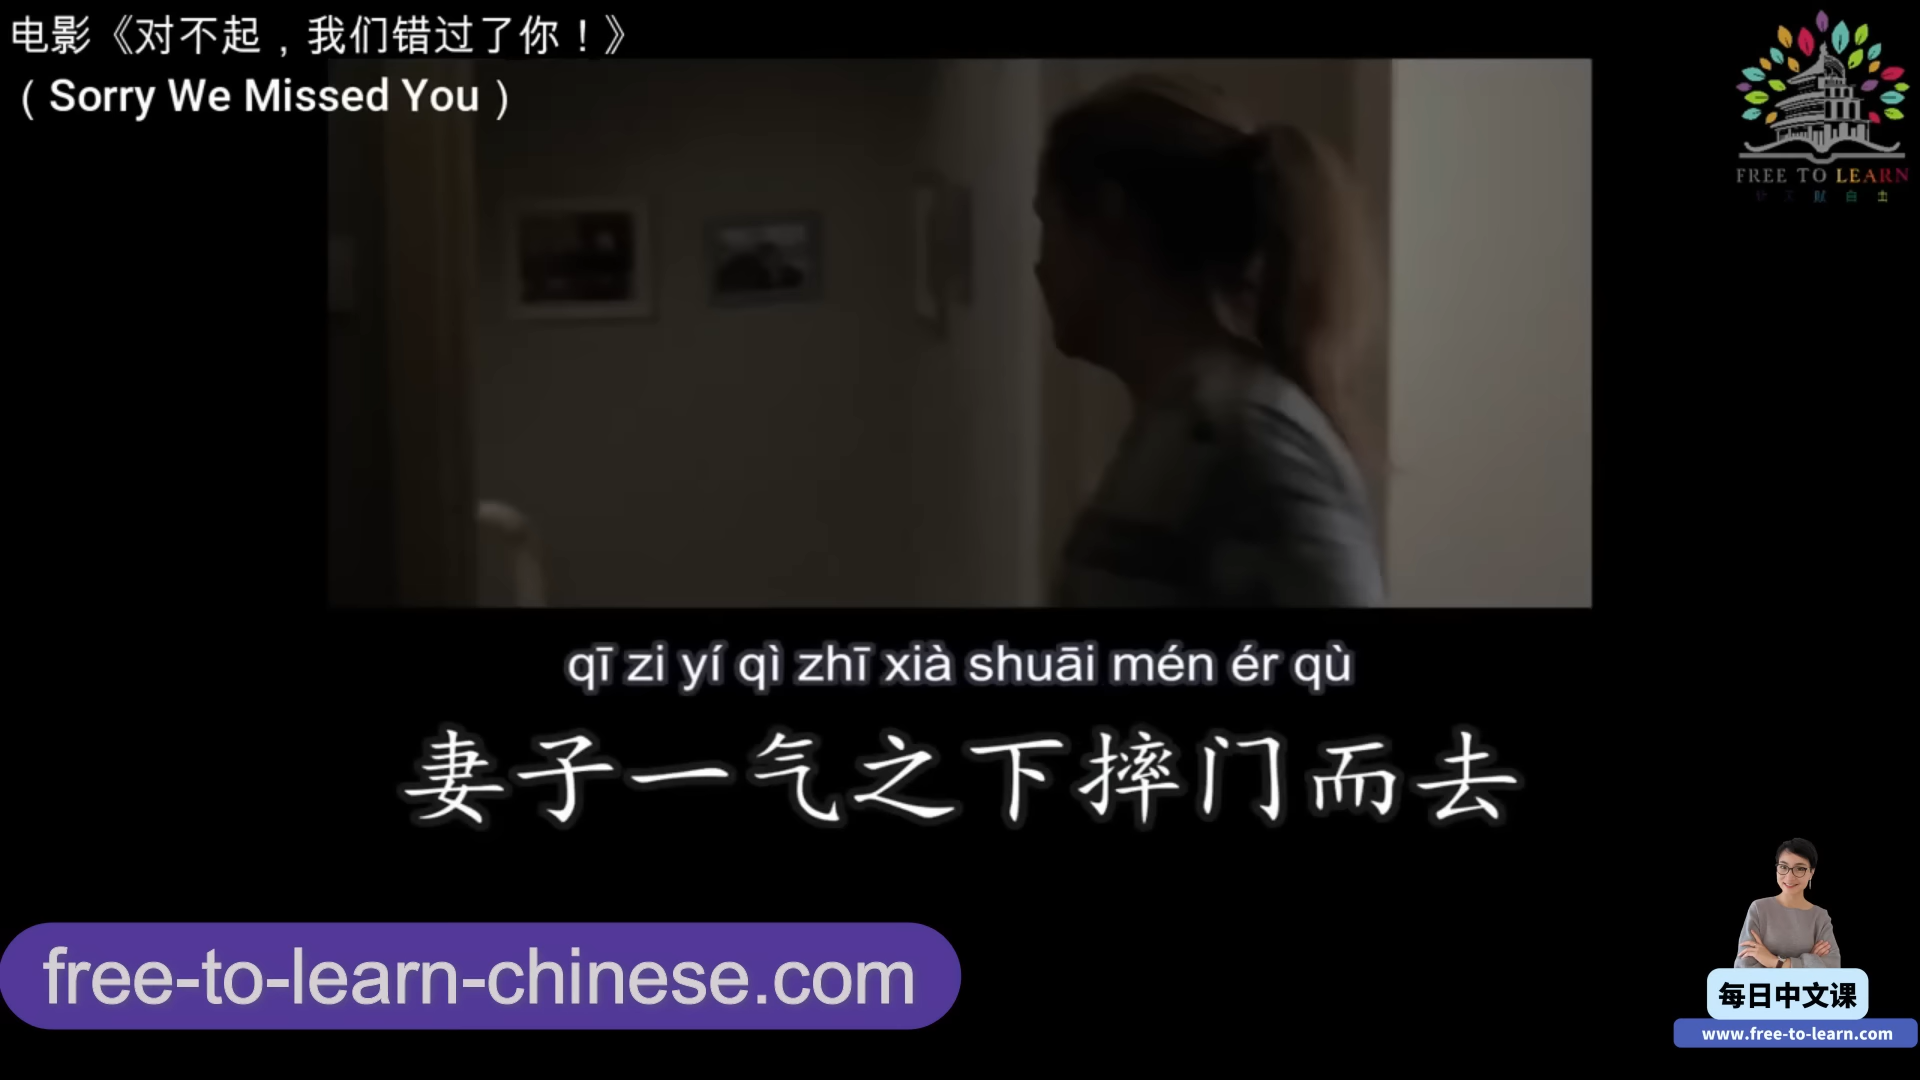 电影《对不起，我们错过了你！》
（Sorry We Missed You）
FREE TO LEARN
qī zi yí qì zhī xià shuāi mén ér qù
妻子一气之下摔门而去
free-to-learn-chinese.com
每日中文课
www.free-to-learn.com